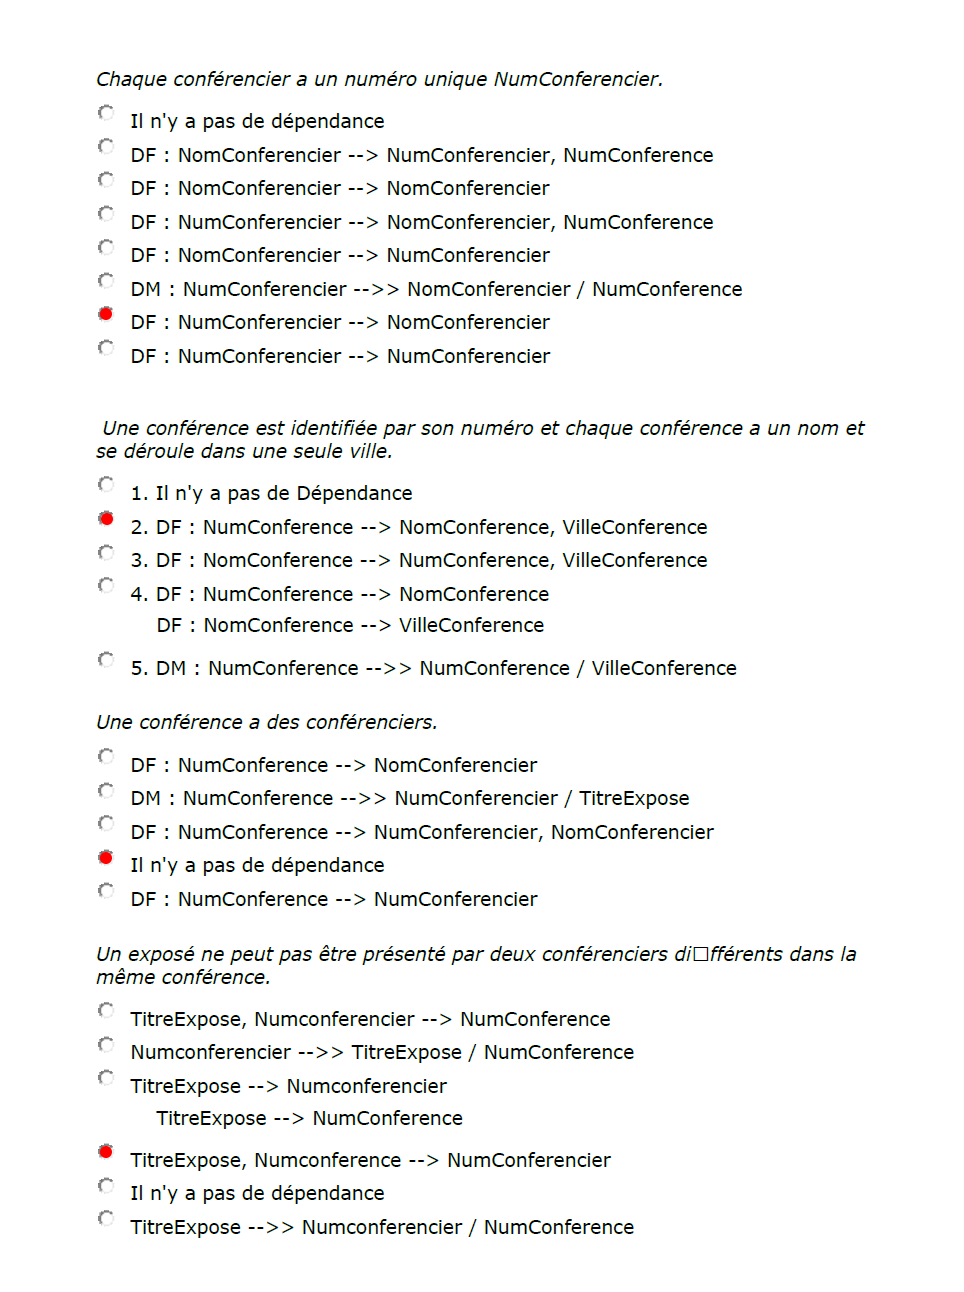 Chaque conférencier a un numéro unique NumConferencier.
Il n'y a pas de dépendance
DF : NomConferencier --> NumConferencier, NumConference
DF : NomConferencier --> NomConferencier
DF : NumConferencier --> NomConferencier, NumConference
DF : NomConferencier --> NumConferencier
DM : NumConferencier -->> NomConferencier / NumConference
DF : NumConferencier --> NomConferencier
DF : NumConferencier --> NumConferencier
Une conférence est identifiée par son numéro et chaque conférence a un nom et
se déroule dans une seule ville.
1. Il n'y a pas de Dépendance
2. DF : NumConference --> NomConference, VilleConference
3. DF : NomConference --> NumConference, VilleConference
4. DF : NumConference --> NomConference
DF : NomConference --> VilleConference
5. DM : NumConference -->> NumConference / VilleConference
Une conférence a des conférenciers.
DF : NumConference --> NomConferencier
DM : NumConference -->> NumConferencier / TitreExpose
DF : NumConference --> NumConferencier, NomConferencier
Il n'y a pas de dépendance
DF : NumConference --> NumConferencier
Un exposé ne peut pas être présenté par deux conférenciers di□fférents dans la
même conférence.
TitreExpose, Numconferencier --> NumConference
Numconferencier -->> TitreExpose / NumConference
TitreExpose --> Numconferencier
TitreExpose --> NumConference
TitreExpose, Numconference --> NumConferencier
Il n'y a pas de dépendance
TitreExpose -->> Numconferencier / NumConference